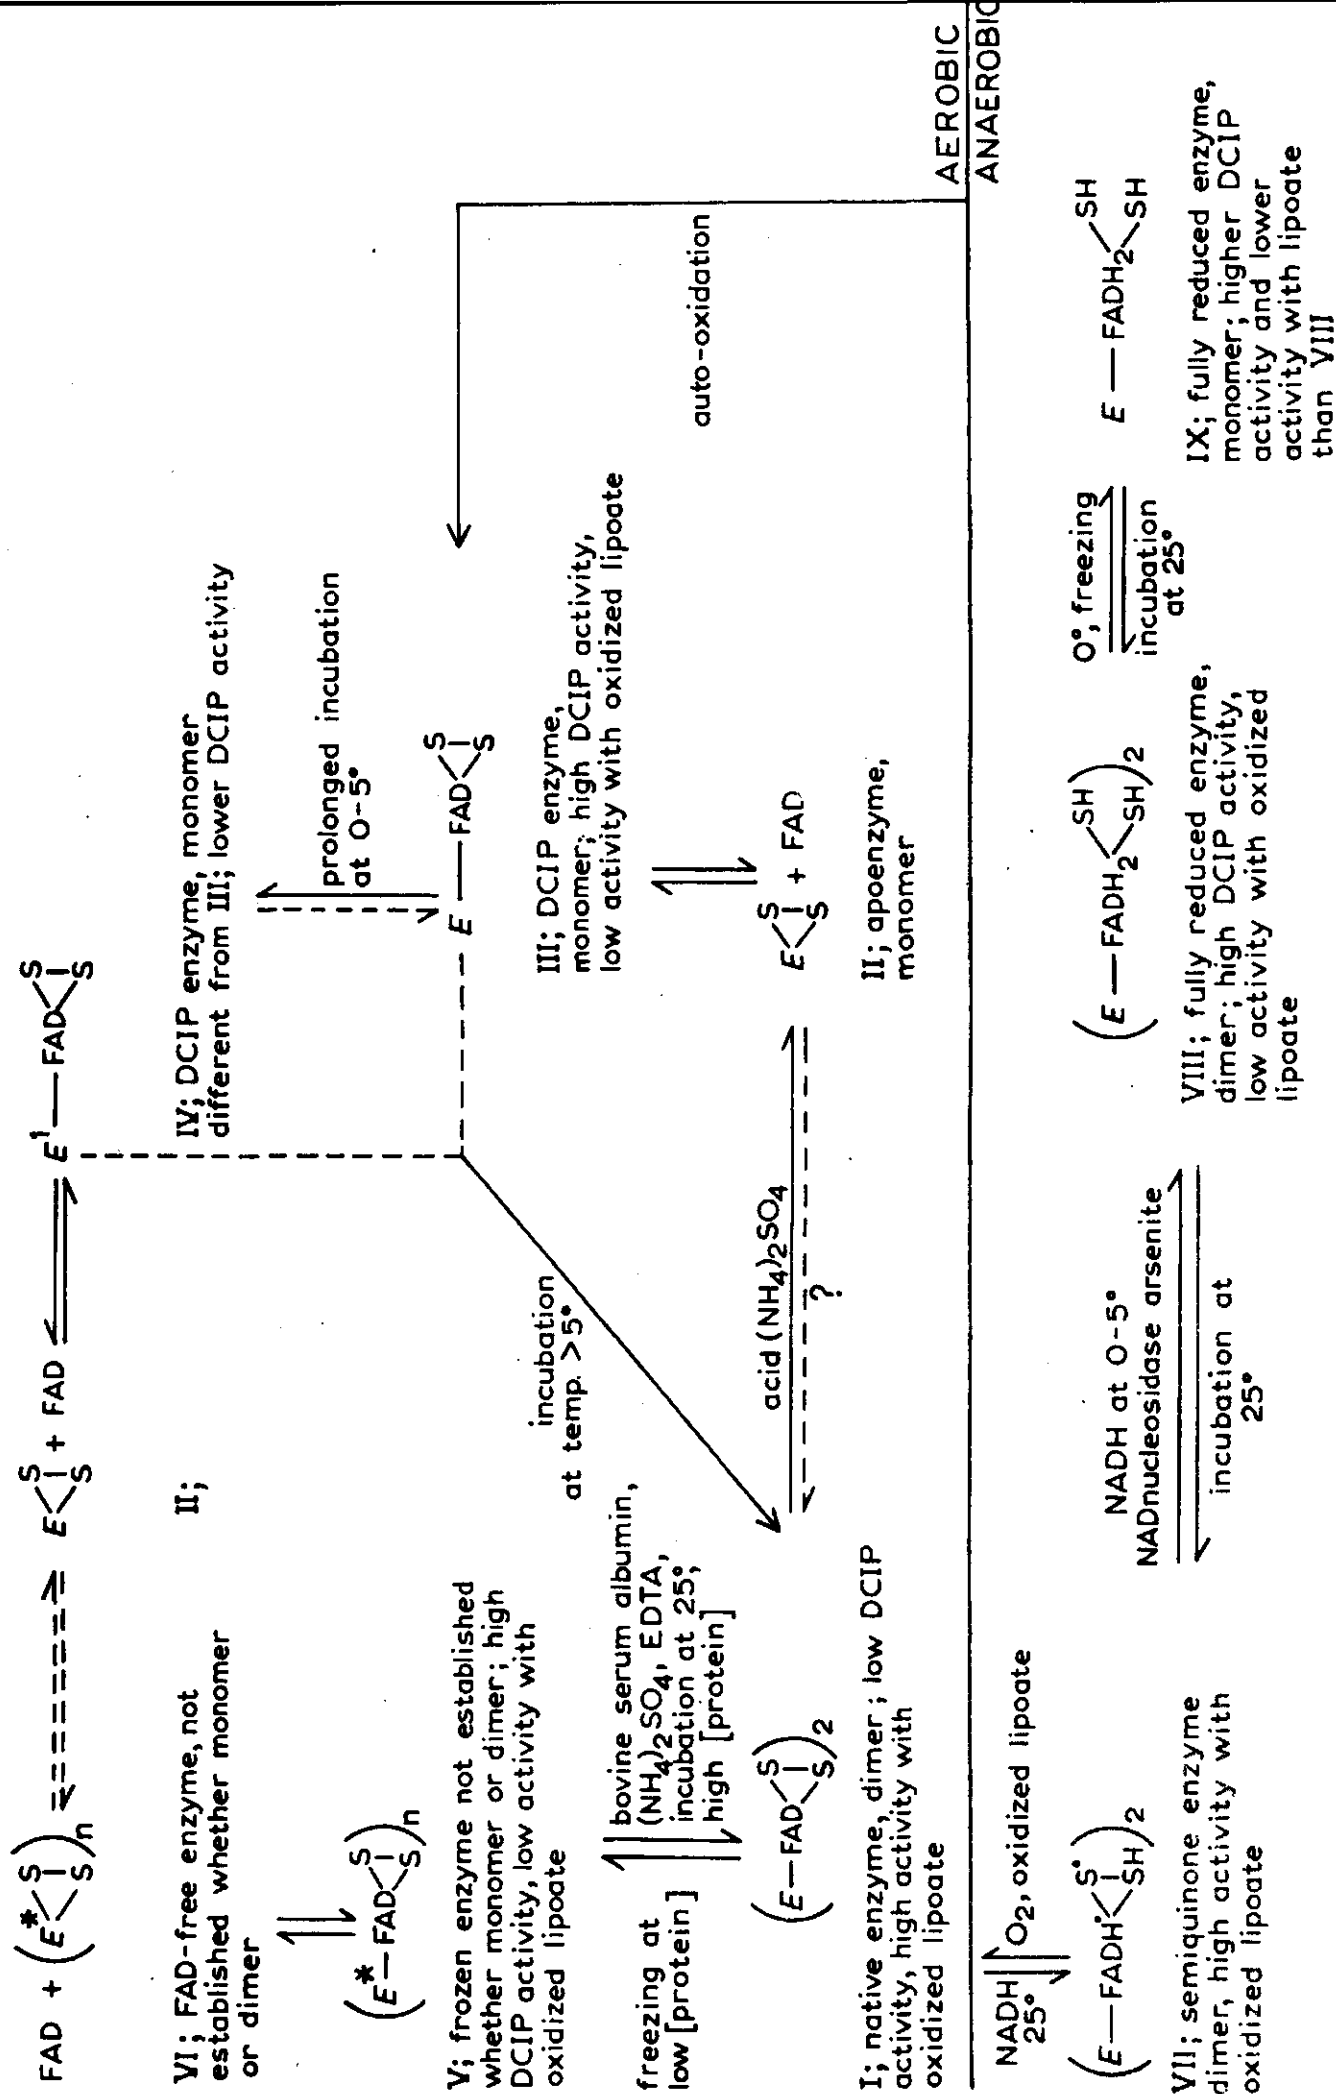 FAD + (E*<S–S)n
E<S–S + FAD
E¹ — FAD<S–S
VI; FAD-free enzyme, not
established whether monomer
or dimer
II;
IV; DCIP enzyme, monomer
different from III; lower DCIP activity
prolonged incubation
at 0-5°
(E* — FAD<S–S)n
V; frozen enzyme not established
whether monomer or dimer; high
DCIP activity, low activity with
oxidized lipoate
incubation
at temp. >5°
E — FAD<S–S
III; DCIP enzyme,
monomer; high DCIP activity,
low activity with oxidized lipoate
auto-oxidation
freezing at
low [protein]
bovine serum albumin,
(NH4)2SO4, EDTA,
incubation at 25°,
high [protein]
(E — FAD<S–S)2
acid (NH4)2SO4
?
E<S–S + FAD
II; apoenzyme,
monomer
I; native enzyme, dimer; low DCIP
activity, high activity with
oxidized lipoate
AEROBIC
ANAEROBIC
NADH
25°
O2, oxidized lipoate
(E — FADH•<S•–SH)2
VII; semiquinone enzyme
dimer, high activity with
oxidized lipoate
NADH at 0-5°
NADnucleosidase arsenite
incubation at
25°
(E — FADH2<SH SH)2
VIII; fully reduced enzyme,
dimer; high DCIP activity,
low activity with oxidized
lipoate
0°, freezing
incubation
at 25°
E — FADH2<SH SH
IX; fully reduced enzyme,
monomer; higher DCIP
activity and lower
activity with lipoate
than VIII